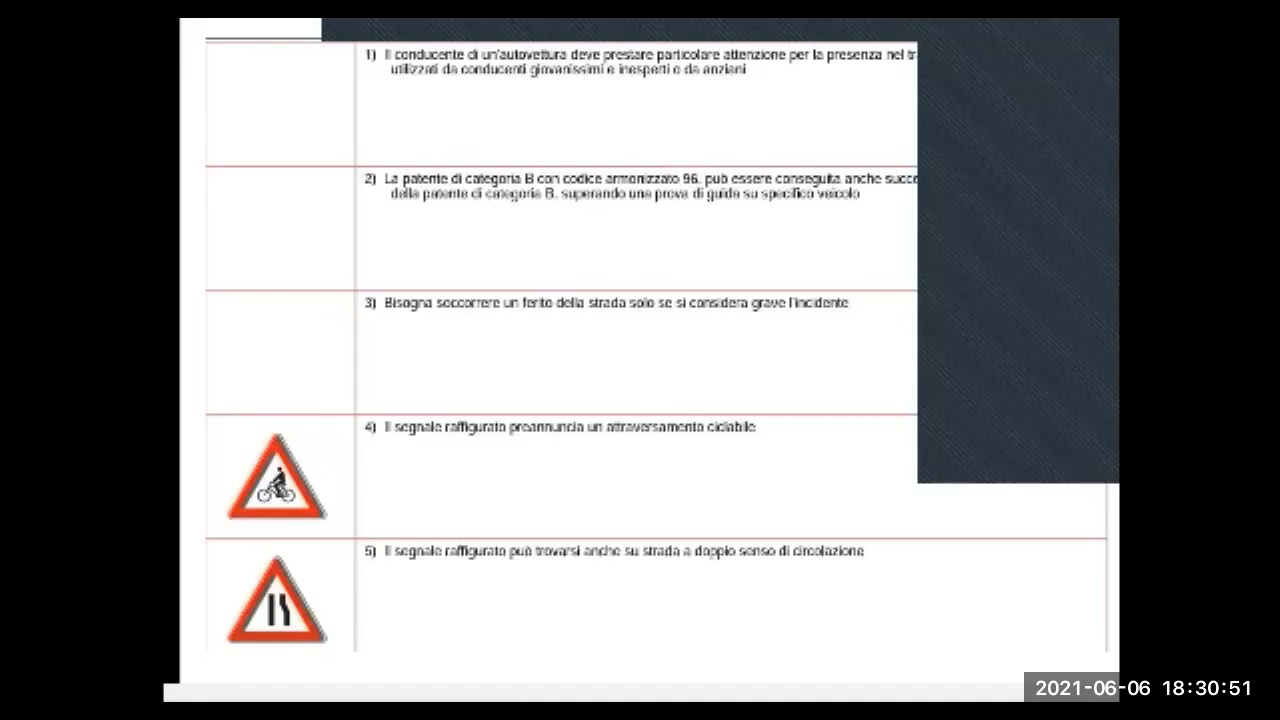 1) Il conducente di un'autovettura deve prestare particolare attenzione per la presenza nel
utilizzati da conducenti giovanissimi e inesperti o da anziani
2) La patente di categoria B con codice armonizzato 96, può essere conseguita anche
della patente di categoria B, superando una prova di guida su specifico veicolo
3) Bisogna soccorrere un ferito della strada solo se si considera grave l'incidente
4) Il segnale raffigurato preannuncia un attraversamento ciclabile
5) Il segnale raffigurato può trovarsi anche su strada a doppio senso di circolazione
2021-06-06 18:30:51